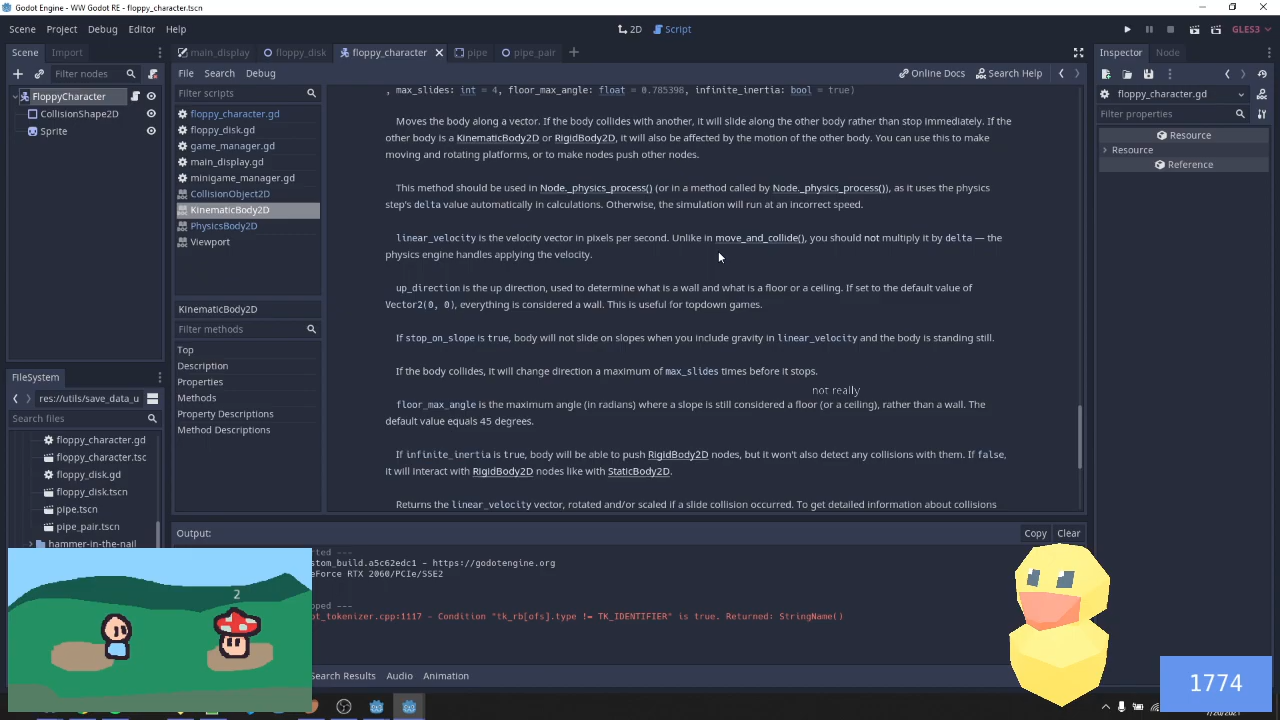 Godot Engine - WW Godot RE - floppy_character.tscn
Scene Project Debug Editor Help
2D Script
GLES3
Scene Import
main_display floppy_disk floppy_character pipe pipe_pair
Inspector Node
Filter nodes
File Search Debug
Online Docs Search Help
FloppyCharacter
CollisionShape2D
Sprite
Filter scripts
floppy_character.gd
floppy_disk.gd
game_manager.gd
main_display.gd
minigame_manager.gd
CollisionObject2D
KinematicBody2D
PhysicsBody2D
Viewport
KinematicBody2D
Filter methods
Top
Description
Properties
Methods
Property Descriptions
Method Descriptions
, max_slides: int = 4, floor_max_angle: float = 0.785398, infinite_inertia: bool = true)
Moves the body along a vector. If the body collides with another, it will slide along the other body rather than stop immediately. If the
other body is a KinematicBody2D or RigidBody2D, it will also be affected by the motion of the other body. You can use this to make
moving and rotating platforms, or to make nodes push other nodes.
This method should be used in Node._physics_process() (or in a method called by Node._physics_process()), as it uses the physics
step's delta value automatically in calculations. Otherwise, the simulation will run at an incorrect speed.
linear_velocity is the velocity vector in pixels per second. Unlike in move_and_collide(), you should not multiply it by delta — the
physics engine handles applying the velocity.
up_direction is the up direction, used to determine what is a wall and what is a floor or a ceiling. If set to the default value of
Vector2(0, 0), everything is considered a wall. This is useful for topdown games.
If stop_on_slope is true, body will not slide on slopes when you include gravity in linear_velocity and the body is standing still.
If the body collides, it will change direction a maximum of max_slides times before it stops.
not really
floor_max_angle is the maximum angle (in radians) where a slope is still considered a floor (or a ceiling), rather than a wall. The
default value equals 45 degrees.
If infinite_inertia is true, body will be able to push RigidBody2D nodes, but it won't also detect any collisions with them. If false,
it will interact with RigidBody2D nodes like with StaticBody2D.
Returns the linear_velocity vector, rotated and/or scaled if a slide collision occurred. To get detailed information about collisions
floppy_character.gd
Filter properties
Resource
Resource
Reference
FileSystem
res://utils/save_data_u
Search files
floppy_character.gd
floppy_character.tsc
floppy_disk.gd
floppy_disk.tscn
pipe.tscn
pipe_pair.tscn
hammer-in-the-nail
Output:
Copy Clear
rted ---
ustom_build.a5c62edc1 - https://godotengine.org
eForce RTX 2060/PCIe/SSE2
opped ---
ot_tokenizer.cpp:1117 - Condition "tk_rb[ofs].type != TK_IDENTIFIER" is true. Returned: StringName()
Search Results Audio Animation
2
1774